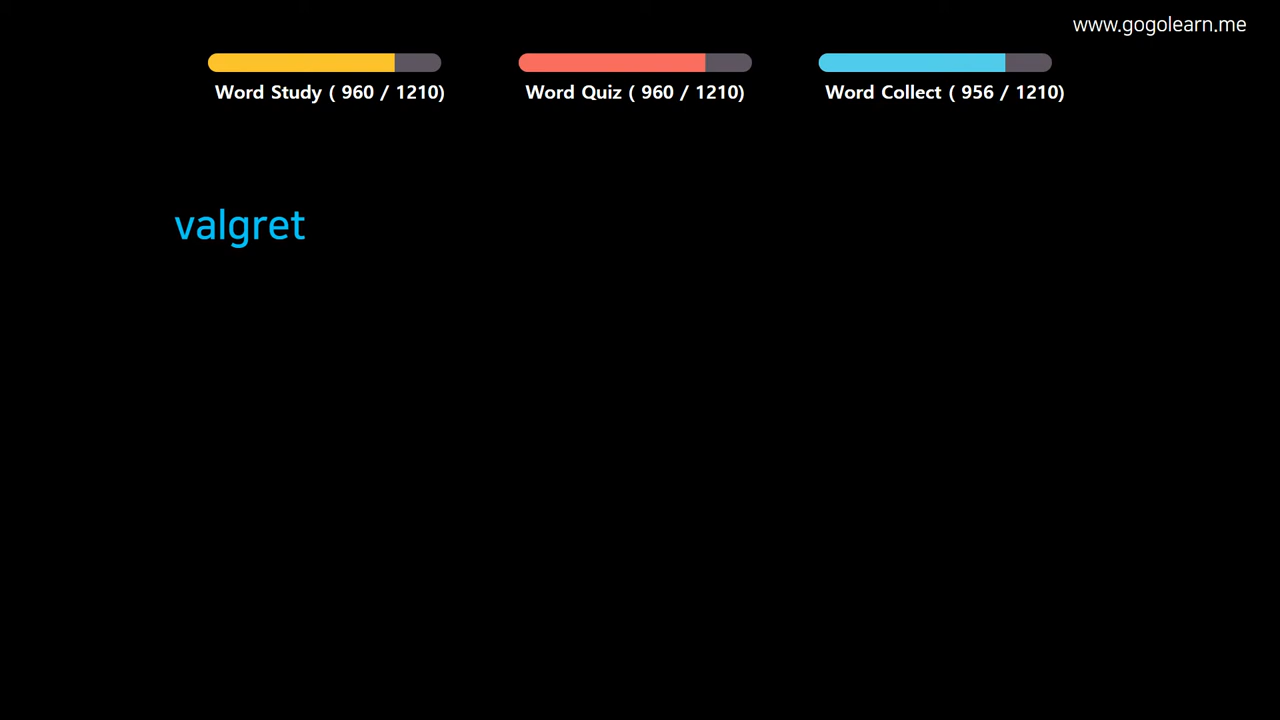 www.gogolearn.me
Word Study ( 960 / 1210)
Word Quiz ( 960 / 1210)
Word Collect ( 956 / 1210)
valgret